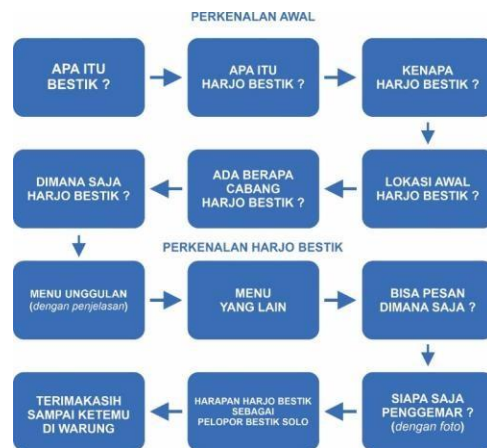 PERKENALAN AWAL
APA ITU
BESTIK ?
APA ITU
HARJO BESTIK ?
KENAPA
HARJO BESTIK ?
LOKASI AWAL
HARJO BESTIK ?
ADA BERAPA
CABANG
HARJO BESTIK ?
DIMANA SAJA
HARJO BESTIK ?
PERKENALAN HARJO BESTIK
MENU UNGGULAN
(dengan penjelasan)
MENU
YANG LAIN
BISA PESAN
DIMANA SAJA ?
SIAPA SAJA
PENGGEMAR ?
(dengan foto)
HARAPAN HARJO BESTIK
SEBAGAI
PELOPOR BESTIK SOLO
TERIMAKASIH
SAMPAI KETEMU
DI WARUNG